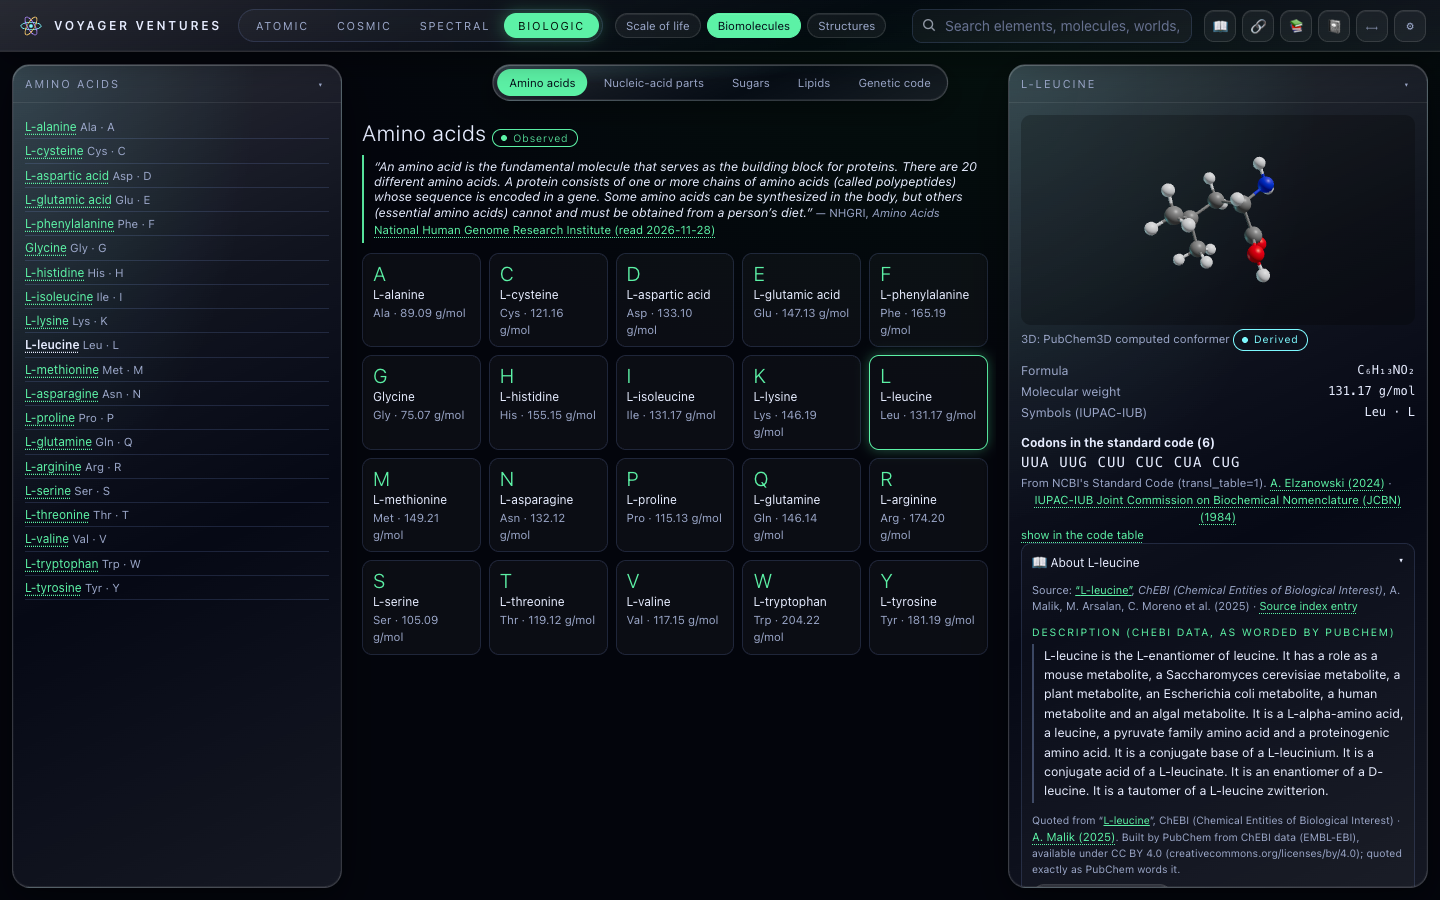 VOYAGER VENTURES
ATOMIC COSMIC SPECTRAL BIOLOGIC
Scale of life Biomolecules Structures
Search elements, molecules, worlds,
AMINO ACIDS
L-alanine Ala · A
L-cysteine Cys · C
L-aspartic acid Asp · D
L-glutamic acid Glu · E
L-phenylalanine Phe · F
Glycine Gly · G
L-histidine His · H
L-isoleucine Ile · I
L-lysine Lys · K
L-leucine Leu · L
L-methionine Met · M
L-asparagine Asn · N
L-proline Pro · P
L-glutamine Gln · Q
L-arginine Arg · R
L-serine Ser · S
L-threonine Thr · T
L-valine Val · V
L-tryptophan Trp · W
L-tyrosine Tyr · Y
Amino acids Nucleic-acid parts Sugars Lipids Genetic code
Amino acids Observed
“An amino acid is the fundamental molecule that serves as the building block for proteins. There are 20
different amino acids. A protein consists of one or more chains of amino acids (called polypeptides)
whose sequence is encoded in a gene. Some amino acids can be synthesized in the body, but others
(essential amino acids) cannot and must be obtained from a person's diet.” — NHGRI, Amino Acids
National Human Genome Research Institute (read 2026-11-28)
A
L-alanine
Ala · 89.09 g/mol
C
L-cysteine
Cys · 121.16
g/mol
D
L-aspartic acid
Asp · 133.10
g/mol
E
L-glutamic acid
Glu · 147.13 g/mol
F
L-phenylalanine
Phe · 165.19
g/mol
G
Glycine
Gly · 75.07 g/mol
H
L-histidine
His · 155.15 g/mol
I
L-isoleucine
Ile · 131.17 g/mol
K
L-lysine
Lys · 146.19
g/mol
L
L-leucine
Leu · 131.17 g/mol
M
L-methionine
Met · 149.21
g/mol
N
L-asparagine
Asn · 132.12
g/mol
P
L-proline
Pro · 115.13 g/mol
Q
L-glutamine
Gln · 146.14
g/mol
R
L-arginine
Arg · 174.20
g/mol
S
L-serine
Ser · 105.09
g/mol
T
L-threonine
Thr · 119.12 g/mol
V
L-valine
Val · 117.15 g/mol
W
L-tryptophan
Trp · 204.22
g/mol
Y
L-tyrosine
Tyr · 181.19 g/mol
L-LEUCINE
3D: PubChem3D computed conformer Derived
Formula C₆H₁₃NO₂
Molecular weight 131.17 g/mol
Symbols (IUPAC-IUB) Leu · L
Codons in the standard code (6)
UUA UUG CUU CUC CUA CUG
From NCBI's Standard Code (transl_table=1). A. Elzanowski (2024) ·
IUPAC-IUB Joint Commission on Biochemical Nomenclature (JCBN)
(1984)
show in the code table
About L-leucine
Source: “L-leucine”, ChEBI (Chemical Entities of Biological Interest), A.
Malik, M. Arsalan, C. Moreno et al. (2025) · Source index entry
DESCRIPTION (CHEBI DATA, AS WORDED BY PUBCHEM)
L-leucine is the L-enantiomer of leucine. It has a role as a
mouse metabolite, a Saccharomyces cerevisiae metabolite, a
plant metabolite, an Escherichia coli metabolite, a human
metabolite and an algal metabolite. It is a L-alpha-amino acid,
a leucine, a pyruvate family amino acid and a proteinogenic
amino acid. It is a conjugate base of a L-leucinium. It is a
conjugate acid of a L-leucinate. It is an enantiomer of a D-
leucine. It is a tautomer of a L-leucine zwitterion.
Quoted from “L-leucine”, ChEBI (Chemical Entities of Biological Interest) ·
A. Malik (2025). Built by PubChem from ChEBI data (EMBL-EBI),
available under CC BY 4.0 (creativecommons.org/licenses/by/4.0); quoted
exactly as PubChem words it.